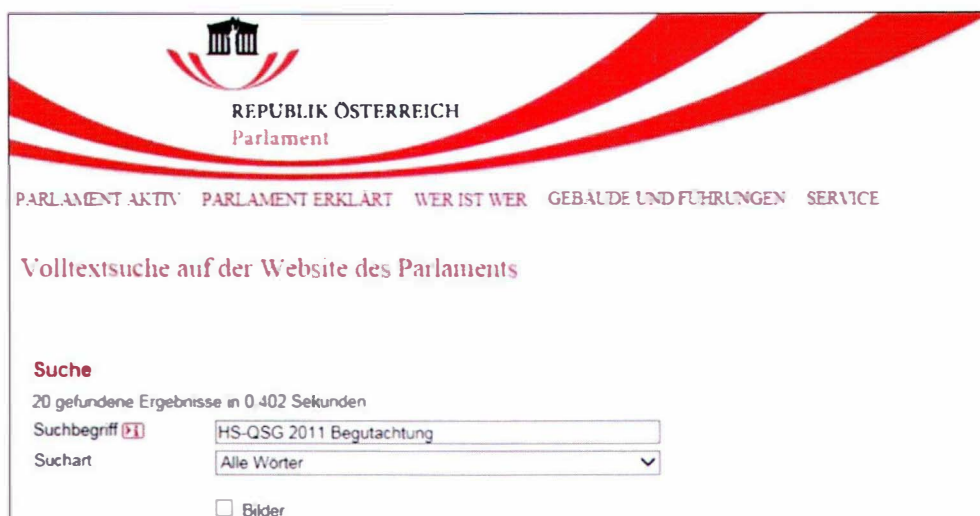 REPUBLIK ÖSTERREICH
Parlament
PARLAMENT AKTIV PARLAMENT ERKLÄRT WER IST WER GEBÄUDE UND FÜHRUNGEN SERVICE
Volltextsuche auf der Website des Parlaments
Suche
20 gefundene Ergebnisse in 0.402 Sekunden
Suchbegriff HS-QSG 2011 Begutachtung
Suchart Alle Wörter
Bilder